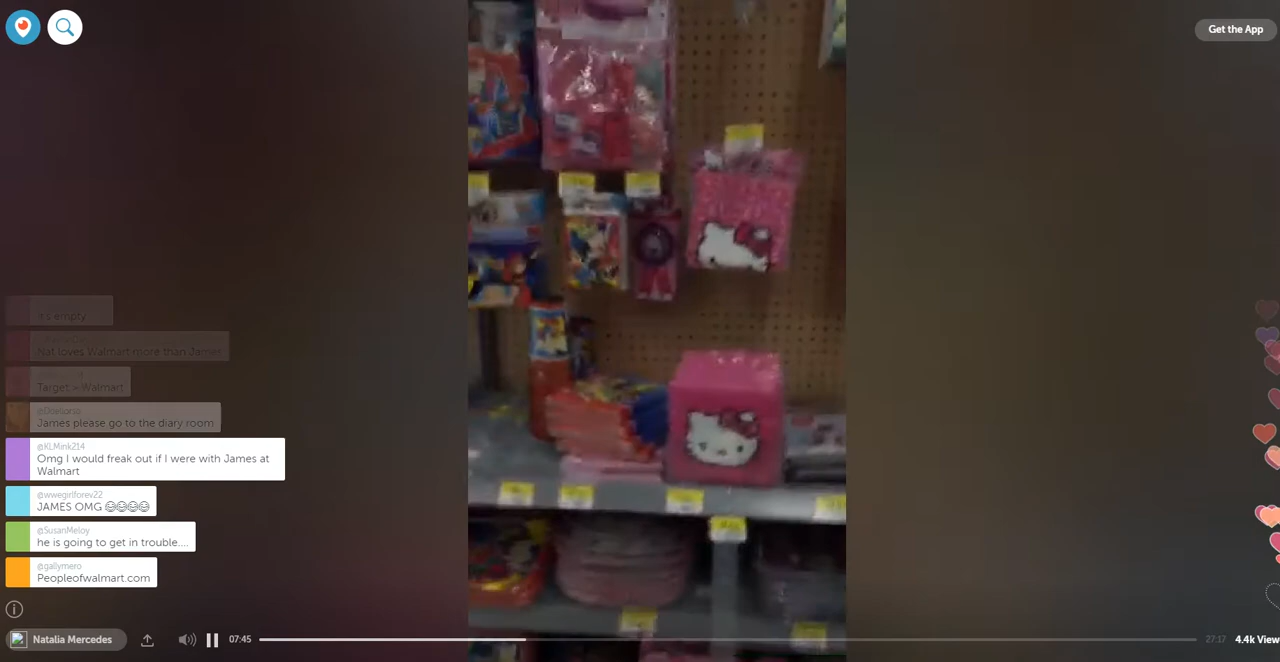 Get the App
It's empty
Nat loves Walmart more than James
Target > Walmart
James please go to the diary room
@KLMink214
Omg I would freak out if I were with James at
Walmart
@wwegirlforev22
JAMES OMG 😂😂😂😂
@SusanMeloy
he is going to get in trouble....
@gallymero
Peopleofwalmart.com
Natalia Mercedes
07:45
27:17
4.4k View